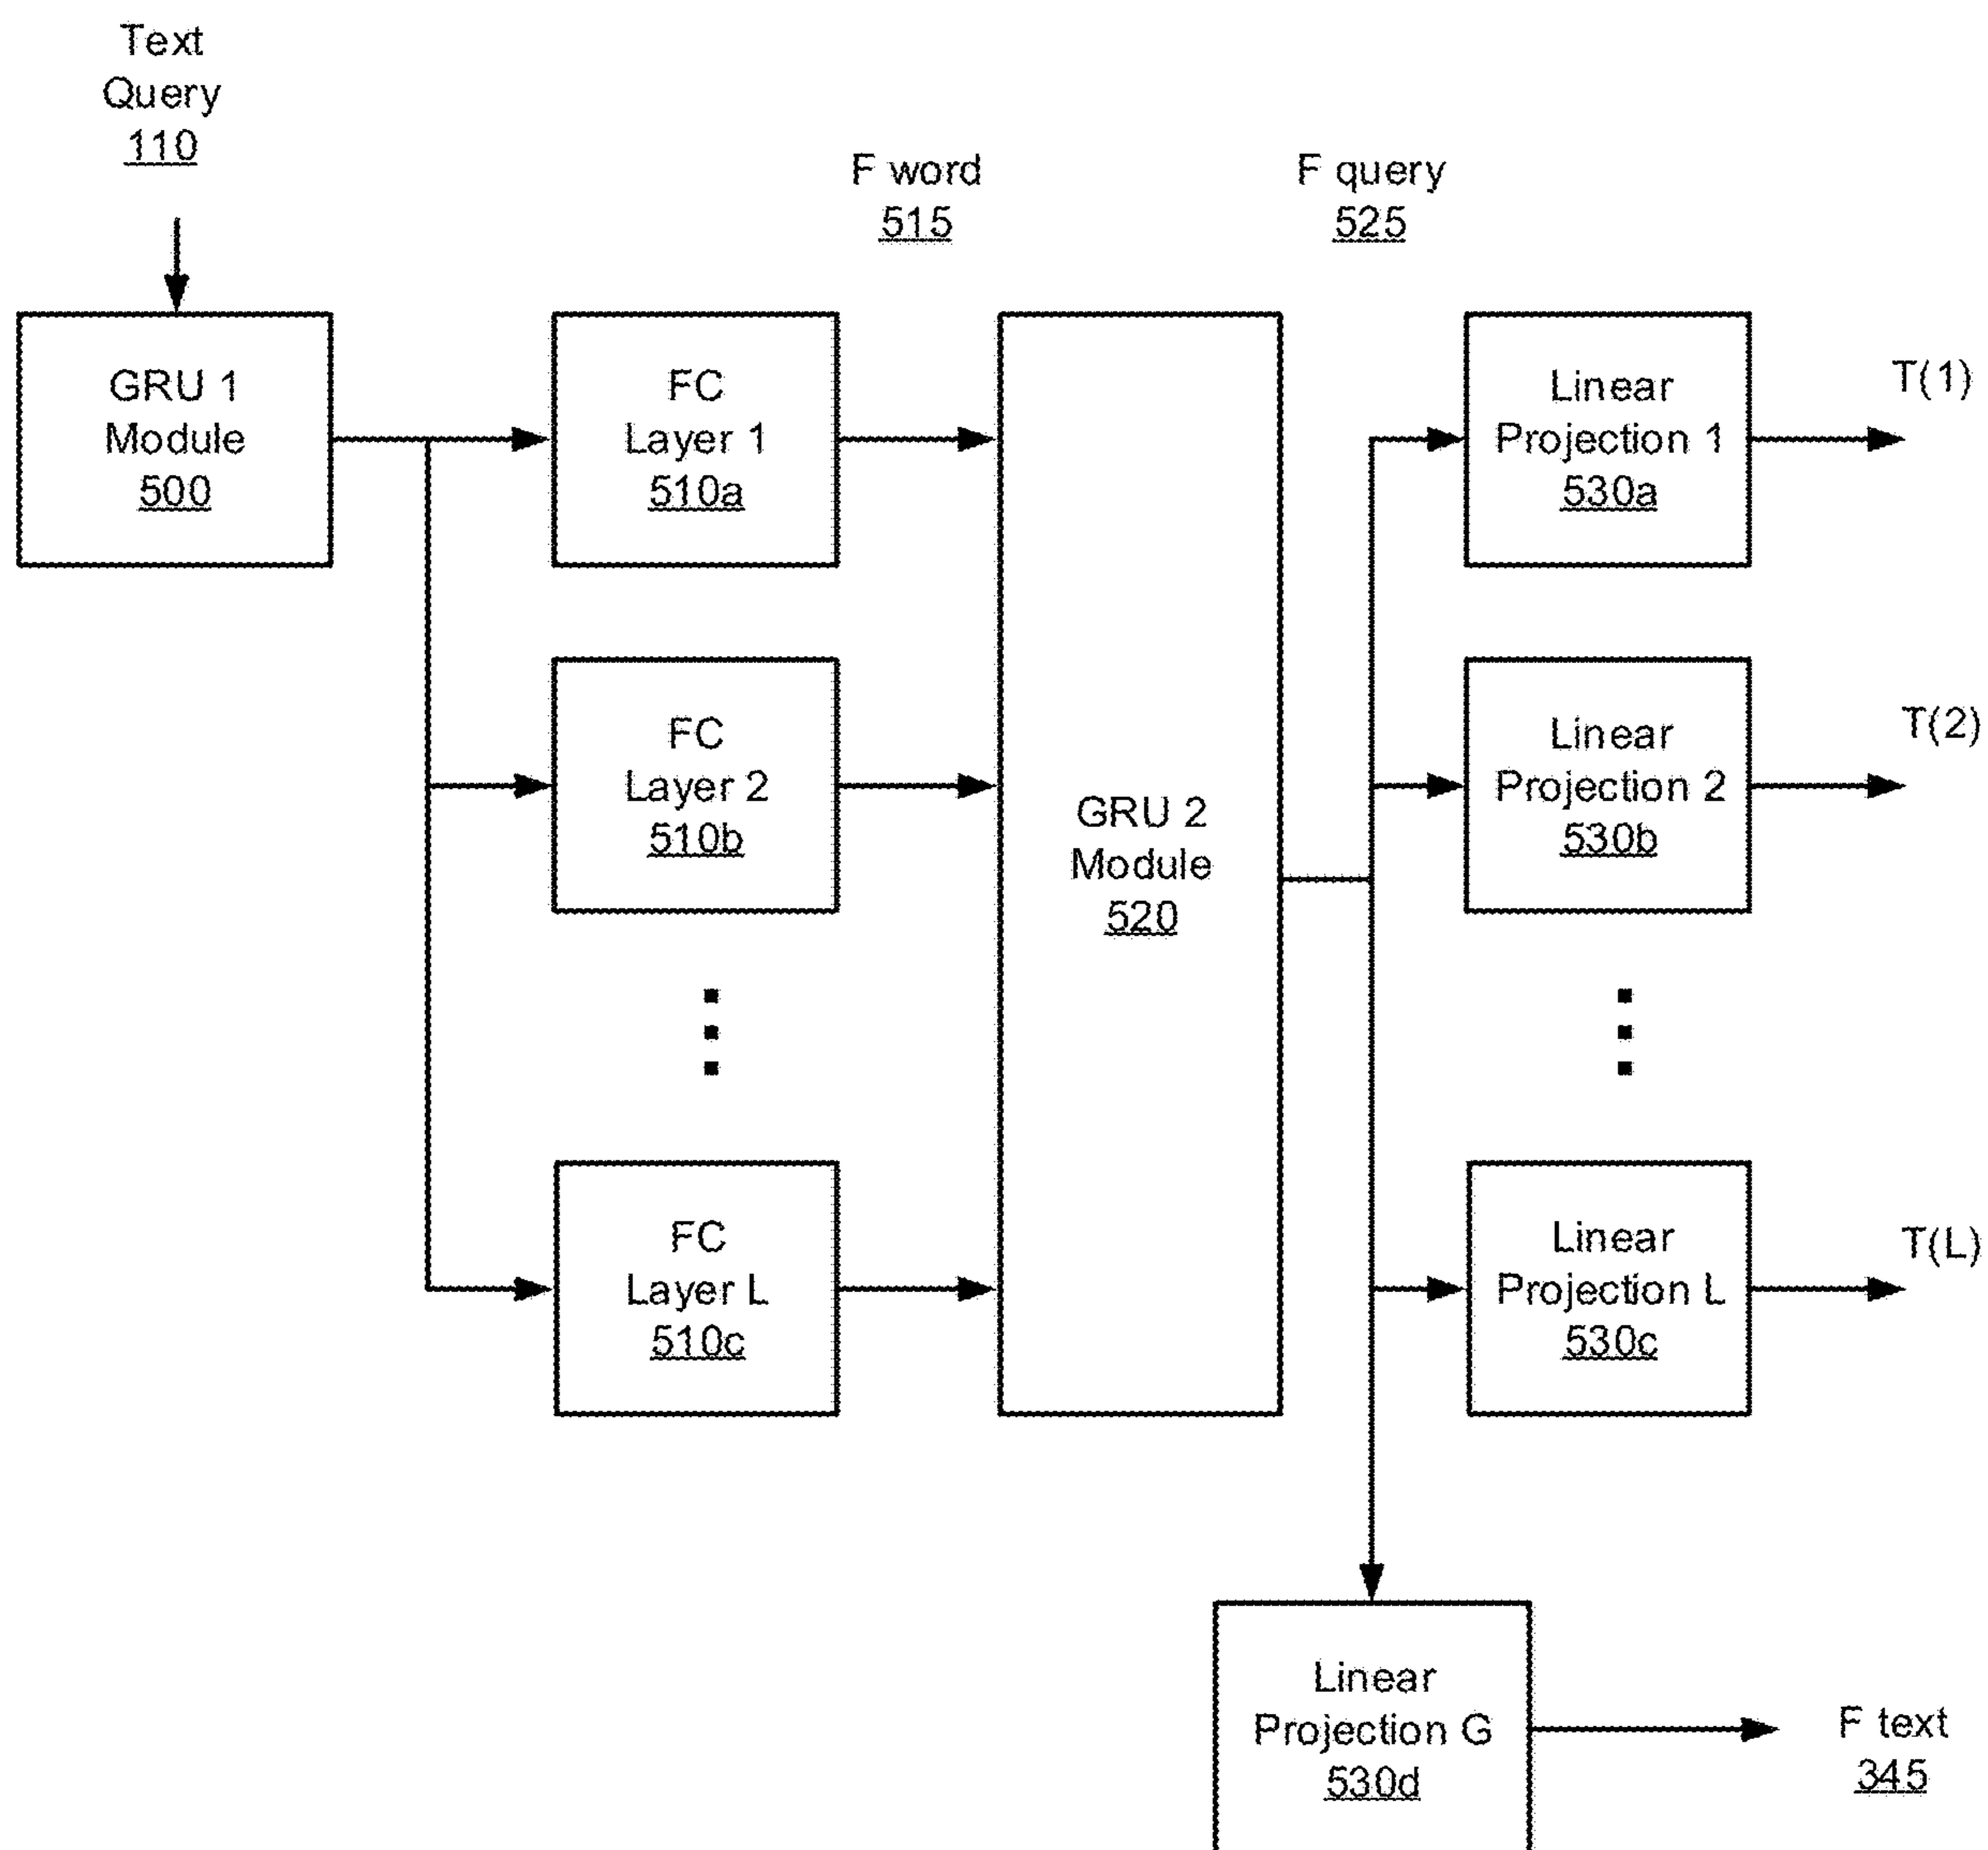 Text
Query
110
F word
515
F query
525
GRU 1
Module
500
FC
Layer 1
510a
Linear
Projection 1
530a
T(1)
FC
Layer 2
510b
GRU 2
Module
520
Linear
Projection 2
530b
T(2)
FC
Layer L
510c
Linear
Projection L
530c
T(L)
Linear
Projection G
530d
F text
345